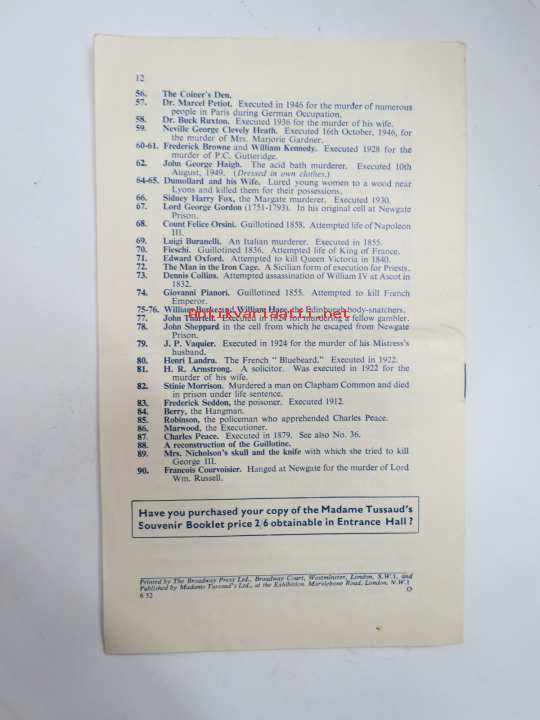 12
56. The Coiner's Den.
57. Dr. Marcel Petiot. Executed in 1946 for the murder of numerous
people in Paris during German Occupation.
58. Dr. Buck Ruxton. Executed 1936 for the murder of his wife.
59. Neville George Clevely Heath. Executed 16th October, 1946, for
the murder of Mrs. Marjorie Gardner.
60-61. Frederick Browne and William Kennedy. Executed 1928 for the
murder of P.C. Gutteridge.
62. John George Haigh. The acid bath murderer. Executed 10th
August, 1949. (Dressed in own clothes.)
64-65. Dumollard and his Wife. Lured young women to a wood near
Lyons and killed them for their possessions.
66. Sidney Harry Fox, the Margate murderer. Executed 1930.
67. Lord George Gordon (1751-1793). In his original cell at Newgate
Prison.
68. Count Felice Orsini. Guillotined 1858. Attempted life of Napoleon
III.
69. Luigi Buranelli. An Italian murderer. Executed in 1855.
70. Fieschi. Guillotined 1836. Attempted life of King of France.
71. Edward Oxford. Attempted to kill Queen Victoria in 1840.
72. The Man in the Iron Cage. A Sicilian form of execution for Priests.
73. Dennis Collins. Attempted assassination of William IV at Ascot in
1832.
74. Giovanni Pianori. Guillotined 1855. Attempted to kill French
Emperor.
75-76. William Burke and William Hare, the Edinburgh body-snatchers.
77. John Thurtell. Executed in 1824 for murdering a fellow gambler.
78. John Sheppard in the cell from which he escaped from Newgate
Prison.
79. J. P. Vaquier. Executed in 1924 for the murder of his Mistress's
husband.
80. Henri Landru. The French "Bluebeard." Executed in 1922.
81. H. R. Armstrong. A solicitor. Was executed in 1922 for the
murder of his wife.
82. Stinie Morrison. Murdered a man on Clapham Common and died
in prison under life sentence.
83. Frederick Seddon, the poisoner. Executed 1912.
84. Berry, the Hangman.
85. Robinson, the policeman who apprehended Charles Peace.
86. Marwood, the Executioner.
87. Charles Peace. Executed in 1879. See also No. 36.
88. A reconstruction of the Guillotine.
89. Mrs. Nicholson's skull and the knife with which she tried to kill
George III.
90. Francois Courvoisier. Hanged at Newgate for the murder of Lord
Wm. Russell.
Have you purchased your copy of the Madame Tussaud's
Souvenir Booklet price 2/6 obtainable in Entrance Hall?
Printed by The Broadway Press Ltd., Broadway Court, Westminster, London, S.W.1, and
Published by Madame Tussaud's Ltd., at the Exhibition. Marylebone Road, London, N.W.1
6 52
O